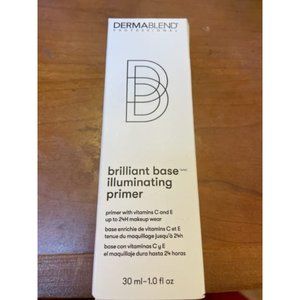 DERMABLEND
PROFESSIONAL
brilliant base™
illuminating
primer
primer with vitamins C and E
up to 24H makeup wear
base enrichie de vitamines C et E
tenue du maquillage jusqu'à 24h
base con vitaminas C y E
el maquillaje dura hasta 24 horas
30 ml-1.0 fl oz